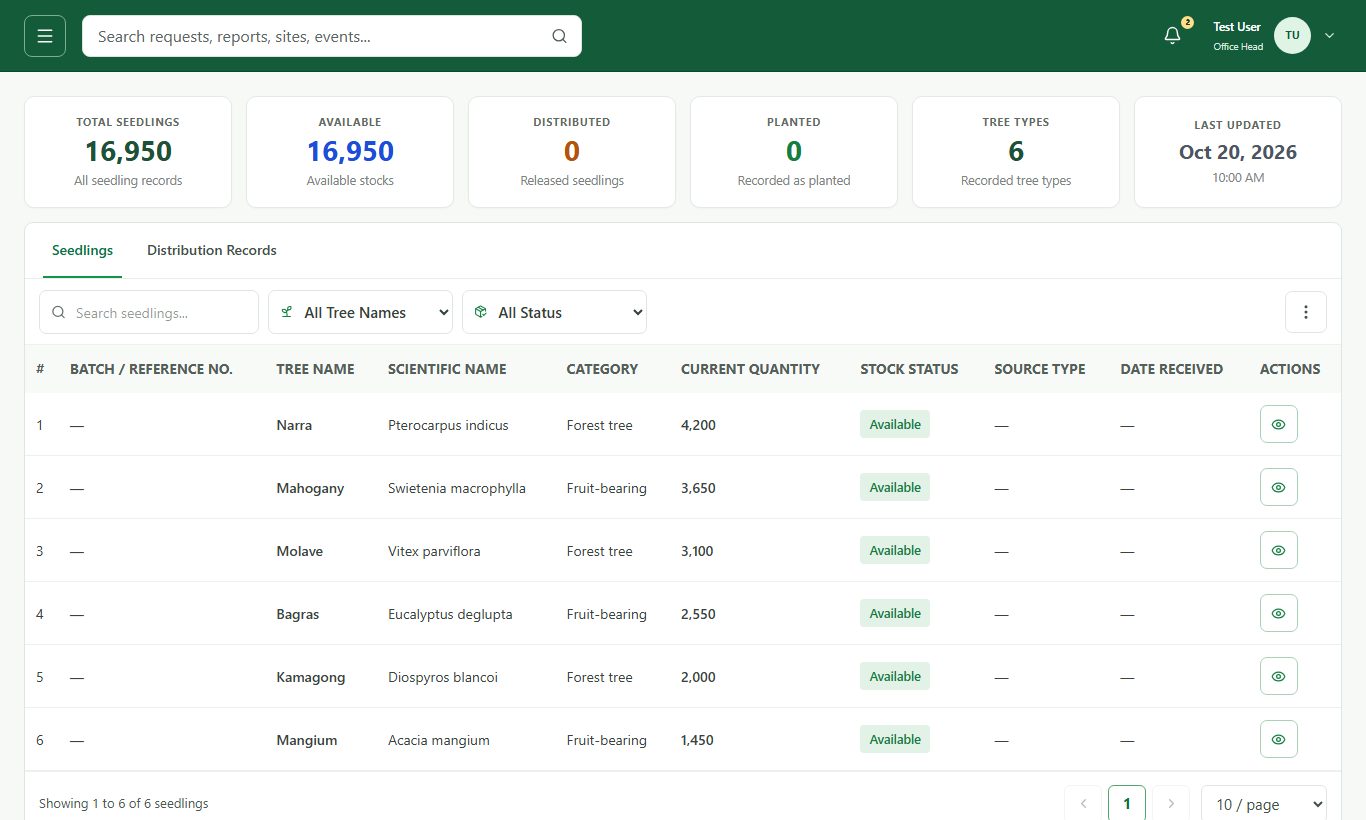 Search requests, reports, sites, events...
2
Test User
Office Head
TU
TOTAL SEEDLINGS
16,950
All seedling records
AVAILABLE
16,950
Available stocks
DISTRIBUTED
0
Released seedlings
PLANTED
0
Recorded as planted
TREE TYPES
6
Recorded tree types
LAST UPDATED
Oct 20, 2026
10:00 AM
Seedlings Distribution Records
Search seedlings... All Tree Names All Status
# BATCH / REFERENCE NO. TREE NAME SCIENTIFIC NAME CATEGORY CURRENT QUANTITY STOCK STATUS SOURCE TYPE DATE RECEIVED ACTIONS
1 — Narra Pterocarpus indicus Forest tree 4,200 Available — —
2 — Mahogany Swietenia macrophylla Fruit-bearing 3,650 Available — —
3 — Molave Vitex parviflora Forest tree 3,100 Available — —
4 — Bagras Eucalyptus deglupta Fruit-bearing 2,550 Available — —
5 — Kamagong Diospyros blancoi Forest tree 2,000 Available — —
6 — Mangium Acacia mangium Fruit-bearing 1,450 Available — —
Showing 1 to 6 of 6 seedlings 1 10 / page